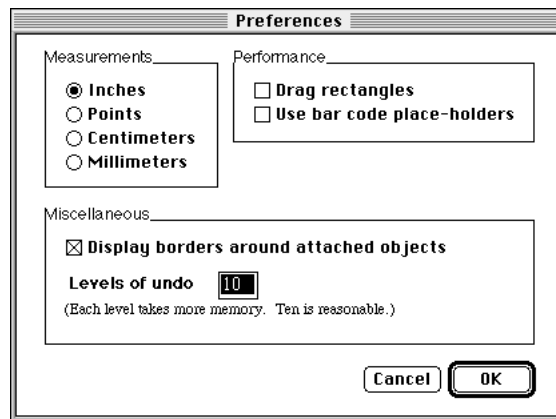 Preferences
Measurements
Inches
Points
Centimeters
Millimeters
Performance
Drag rectangles
Use bar code place-holders
Miscellaneous
Display borders around attached objects
Levels of undo 10
(Each level takes more memory. Ten is reasonable.)
Cancel OK